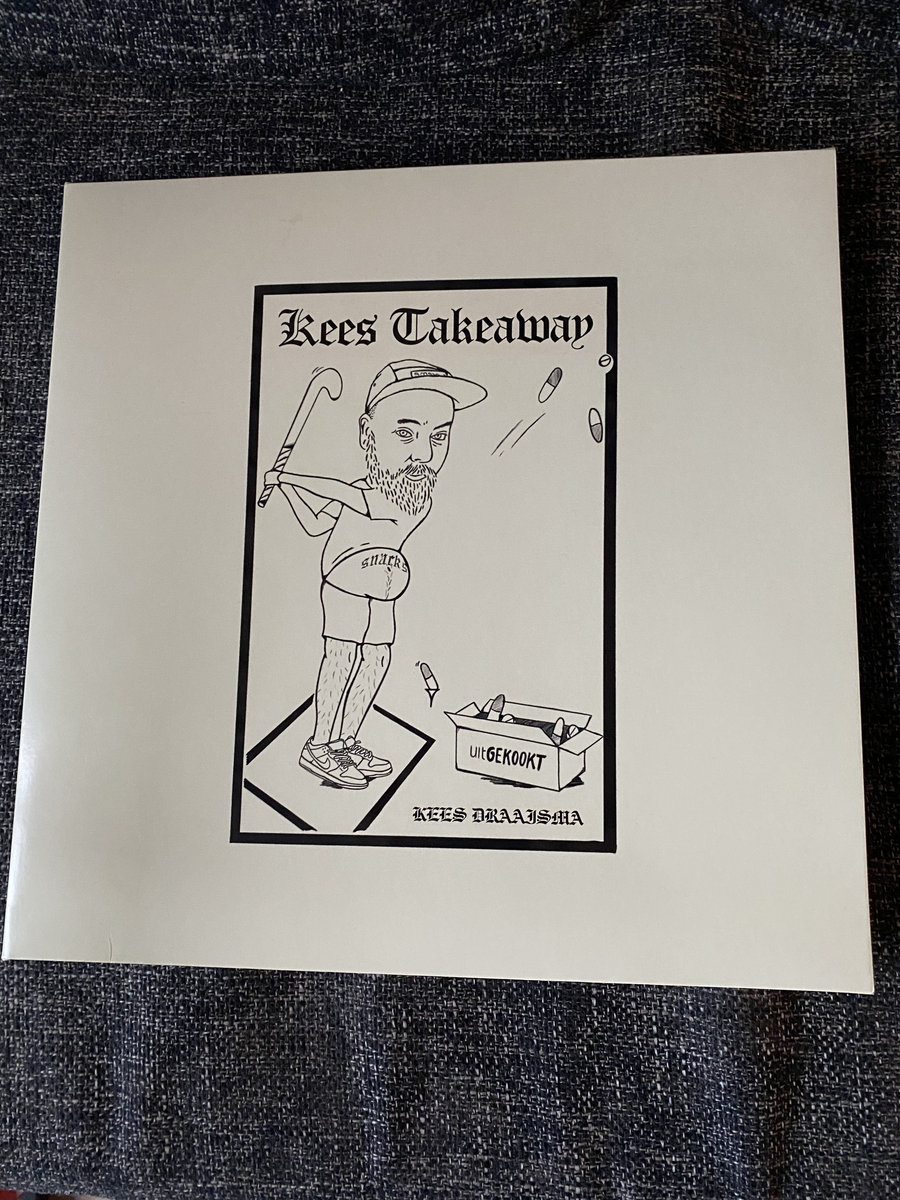 Kees Takeaway
snacks
uitGEKOOKT
KEES DRAAISMA